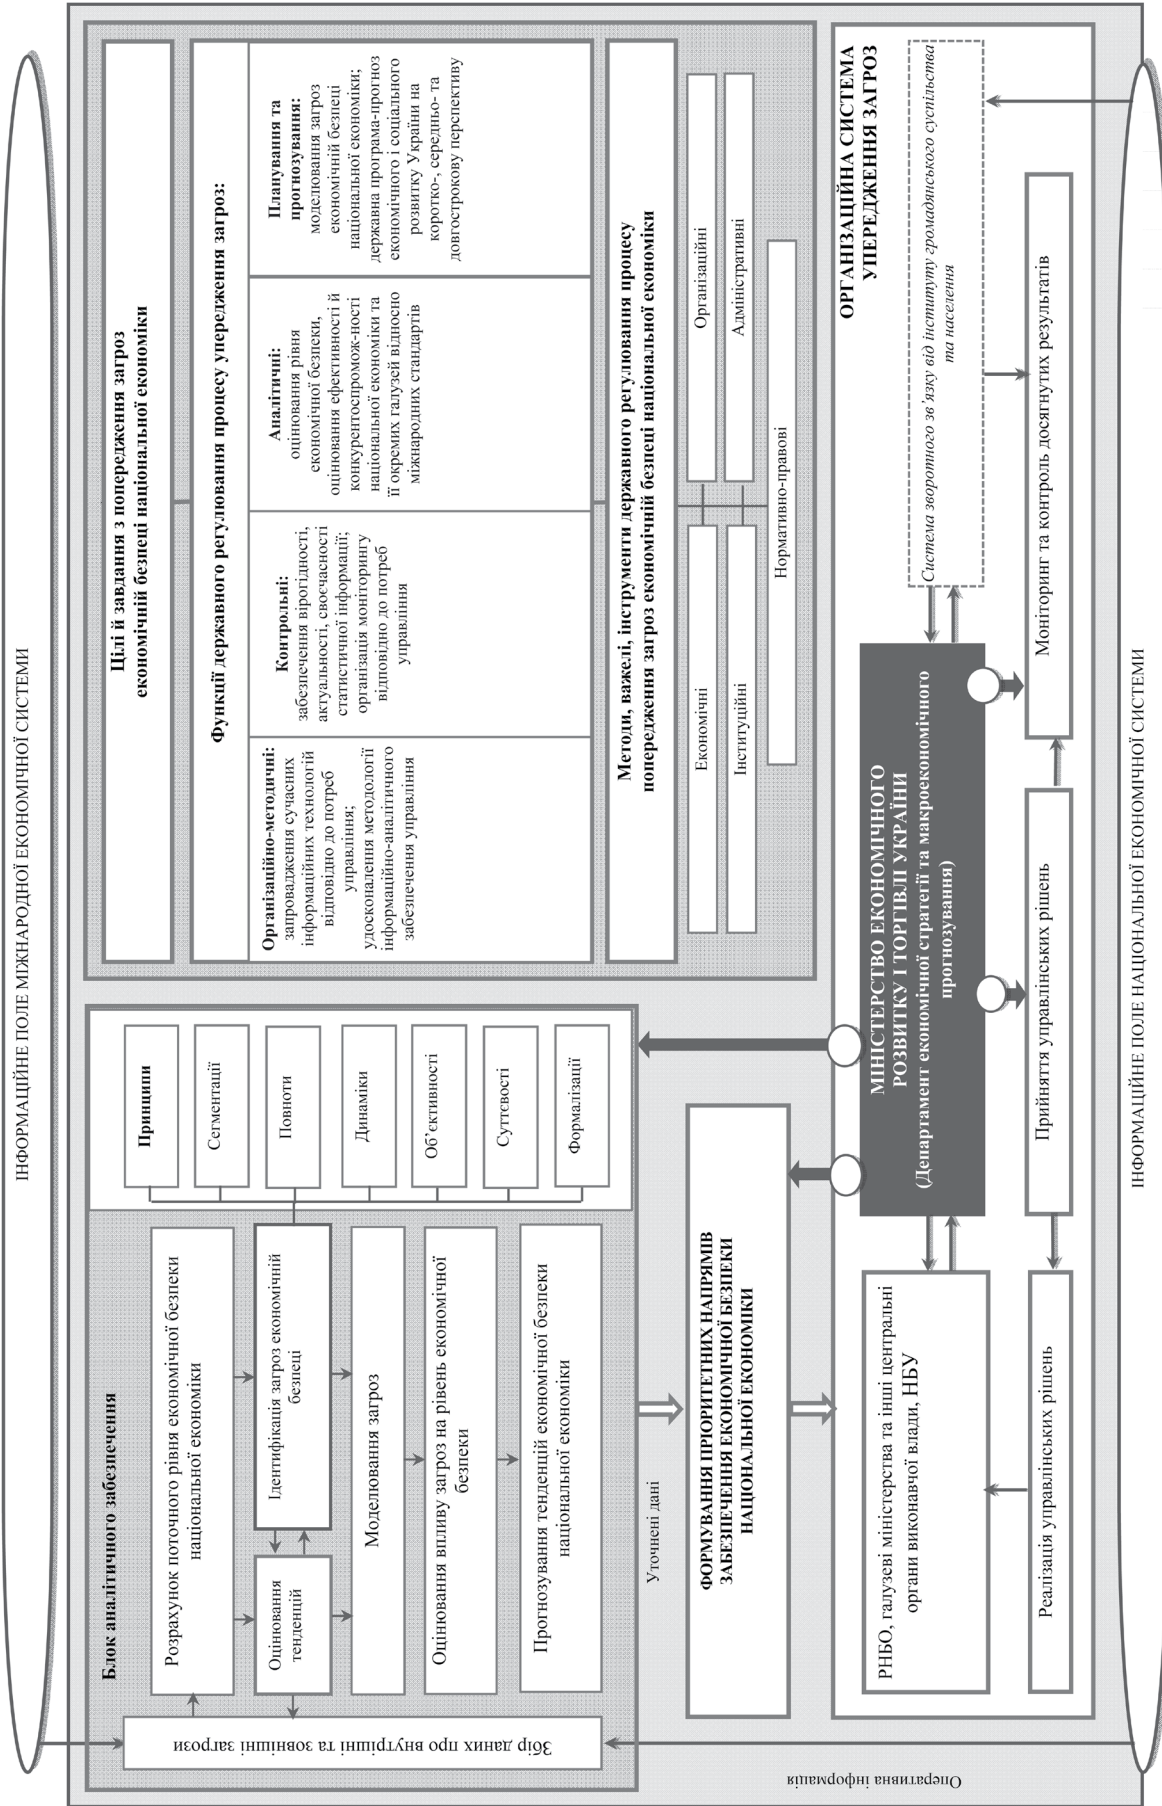 ІНФОРМАЦІЙНЕ ПОЛЕ МІЖНАРОДНОЇ ЕКОНОМІЧНОЇ СИСТЕМИ
Блок аналітичного забезпечення
Збір даних про внутрішні та зовнішні загрози
Розрахунок поточного рівня економічної безпеки
національної економіки
Оцінювання
тенденцій
Ідентифікація загроз економічній
безпеці
Моделювання загроз
Оцінювання впливу загроз на рівень економічної
безпеки
Прогнозування тенденцій економічної безпеки
національної економіки
Принципи
Сегментації
Повноти
Динаміки
Об’єктивності
Суттєвості
Формалізації
Цілі й завдання з попередження загроз
економічній безпеці національної економіки
Функції державного регулювання процесу упередження загроз:
Організаційно-методичні:
запровадження сучасних
інформаційних технологій
відповідно до потреб
управління;
удосконалення методології
інформаційно-аналітичного
забезпечення управління
Контрольні:
забезпечення вірогідності,
актуальності, своєчасності
статистичної інформації;
організація моніторингу
відповідно до потреб
управління
Аналітичні:
оцінювання рівня
економічної безпеки,
оцінювання ефективності й
конкурентоспромож-ності
національної економіки та
її окремих галузей відносно
міжнародних стандартів
Планування та
прогнозування:
моделювання загроз
економічній безпеці
національної економіки;
державна програма-прогноз
економічного і соціального
розвитку України на
коротко-, середньо- та
довгострокову перспективу
Методи, важелі, інструменти державного регулювання процесу
попередження загроз економічній безпеці національної економіки
Економічні
Організаційні
Інституційні
Адміністративні
Нормативно-правові
Уточнені дані
ФОРМУВАННЯ ПРІОРИТЕТНИХ НАПРЯМІВ
ЗАБЕЗПЕЧЕННЯ ЕКОНОМІЧНОЇ БЕЗПЕКИ
НАЦІОНАЛЬНОЇ ЕКОНОМІКИ
Оперативна інформація
ОРГАНІЗАЦІЙНА СИСТЕМА
УПЕРЕДЖЕННЯ ЗАГРОЗ
РНБО, галузеві міністерства та інші центральні
органи виконавчої влади, НБУ
МІНІСТЕРСТВО ЕКОНОМІЧНОГО
РОЗВИТКУ І ТОРГІВЛІ УКРАЇНИ
(Департамент економічної стратегії та макроекономічного
прогнозування)
Система зворотного зв’язку від інституту громадянського суспільства
та населення
Реалізація управлінських рішень
Прийняття управлінських рішень
Моніторинг та контроль досягнутих результатів
ІНФОРМАЦІЙНЕ ПОЛЕ НАЦІОНАЛЬНОЇ ЕКОНОМІЧНОЇ СИСТЕМИ